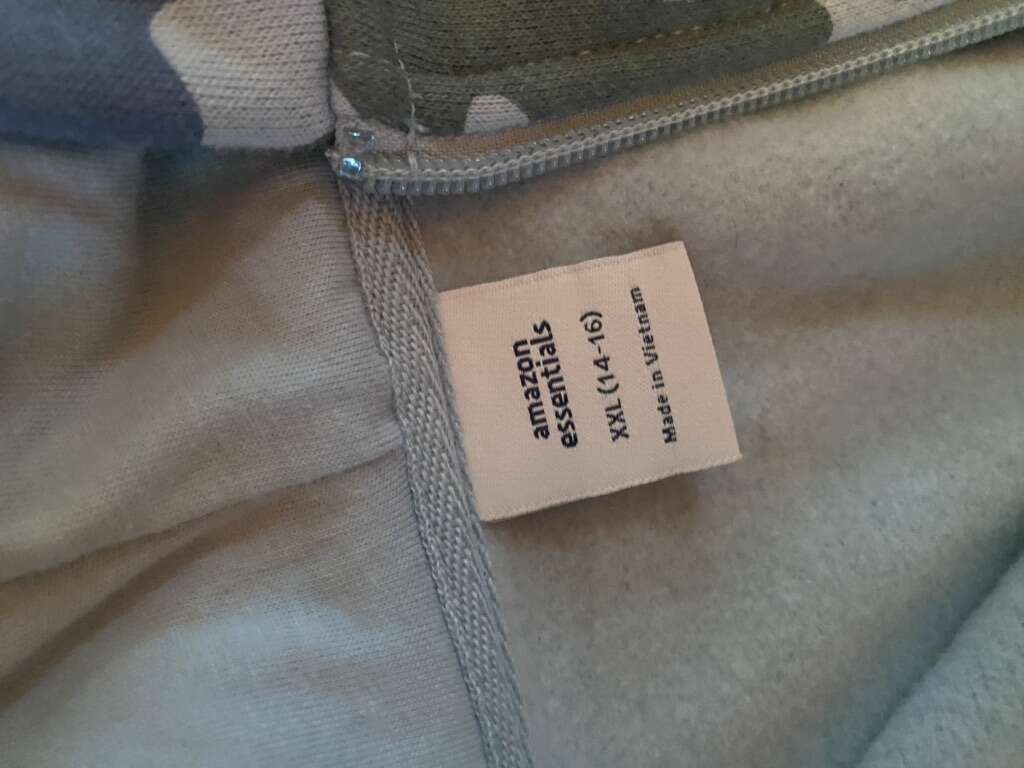 amazon
essentials
XXL (14-16)
Made in Vietnam